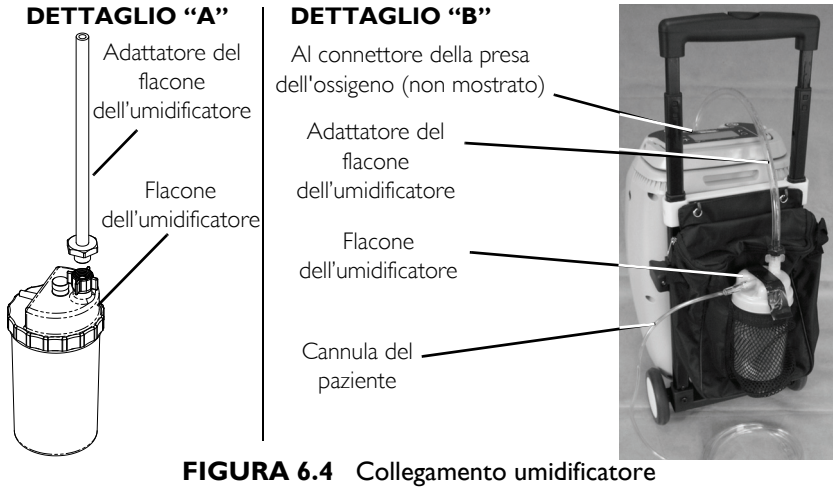 DETTAGLIO “A”
Adattatore del
flacone
dell’umidificatore
Flacone
dell’umidificatore
DETTAGLIO “B”
Al connettore della presa
dell'ossigeno (non mostrato)
Adattatore del
flacone
dell’umidificatore
Flacone
dell’umidificatore
Cannula del
paziente
FIGURA 6.4 Collegamento umidificatore